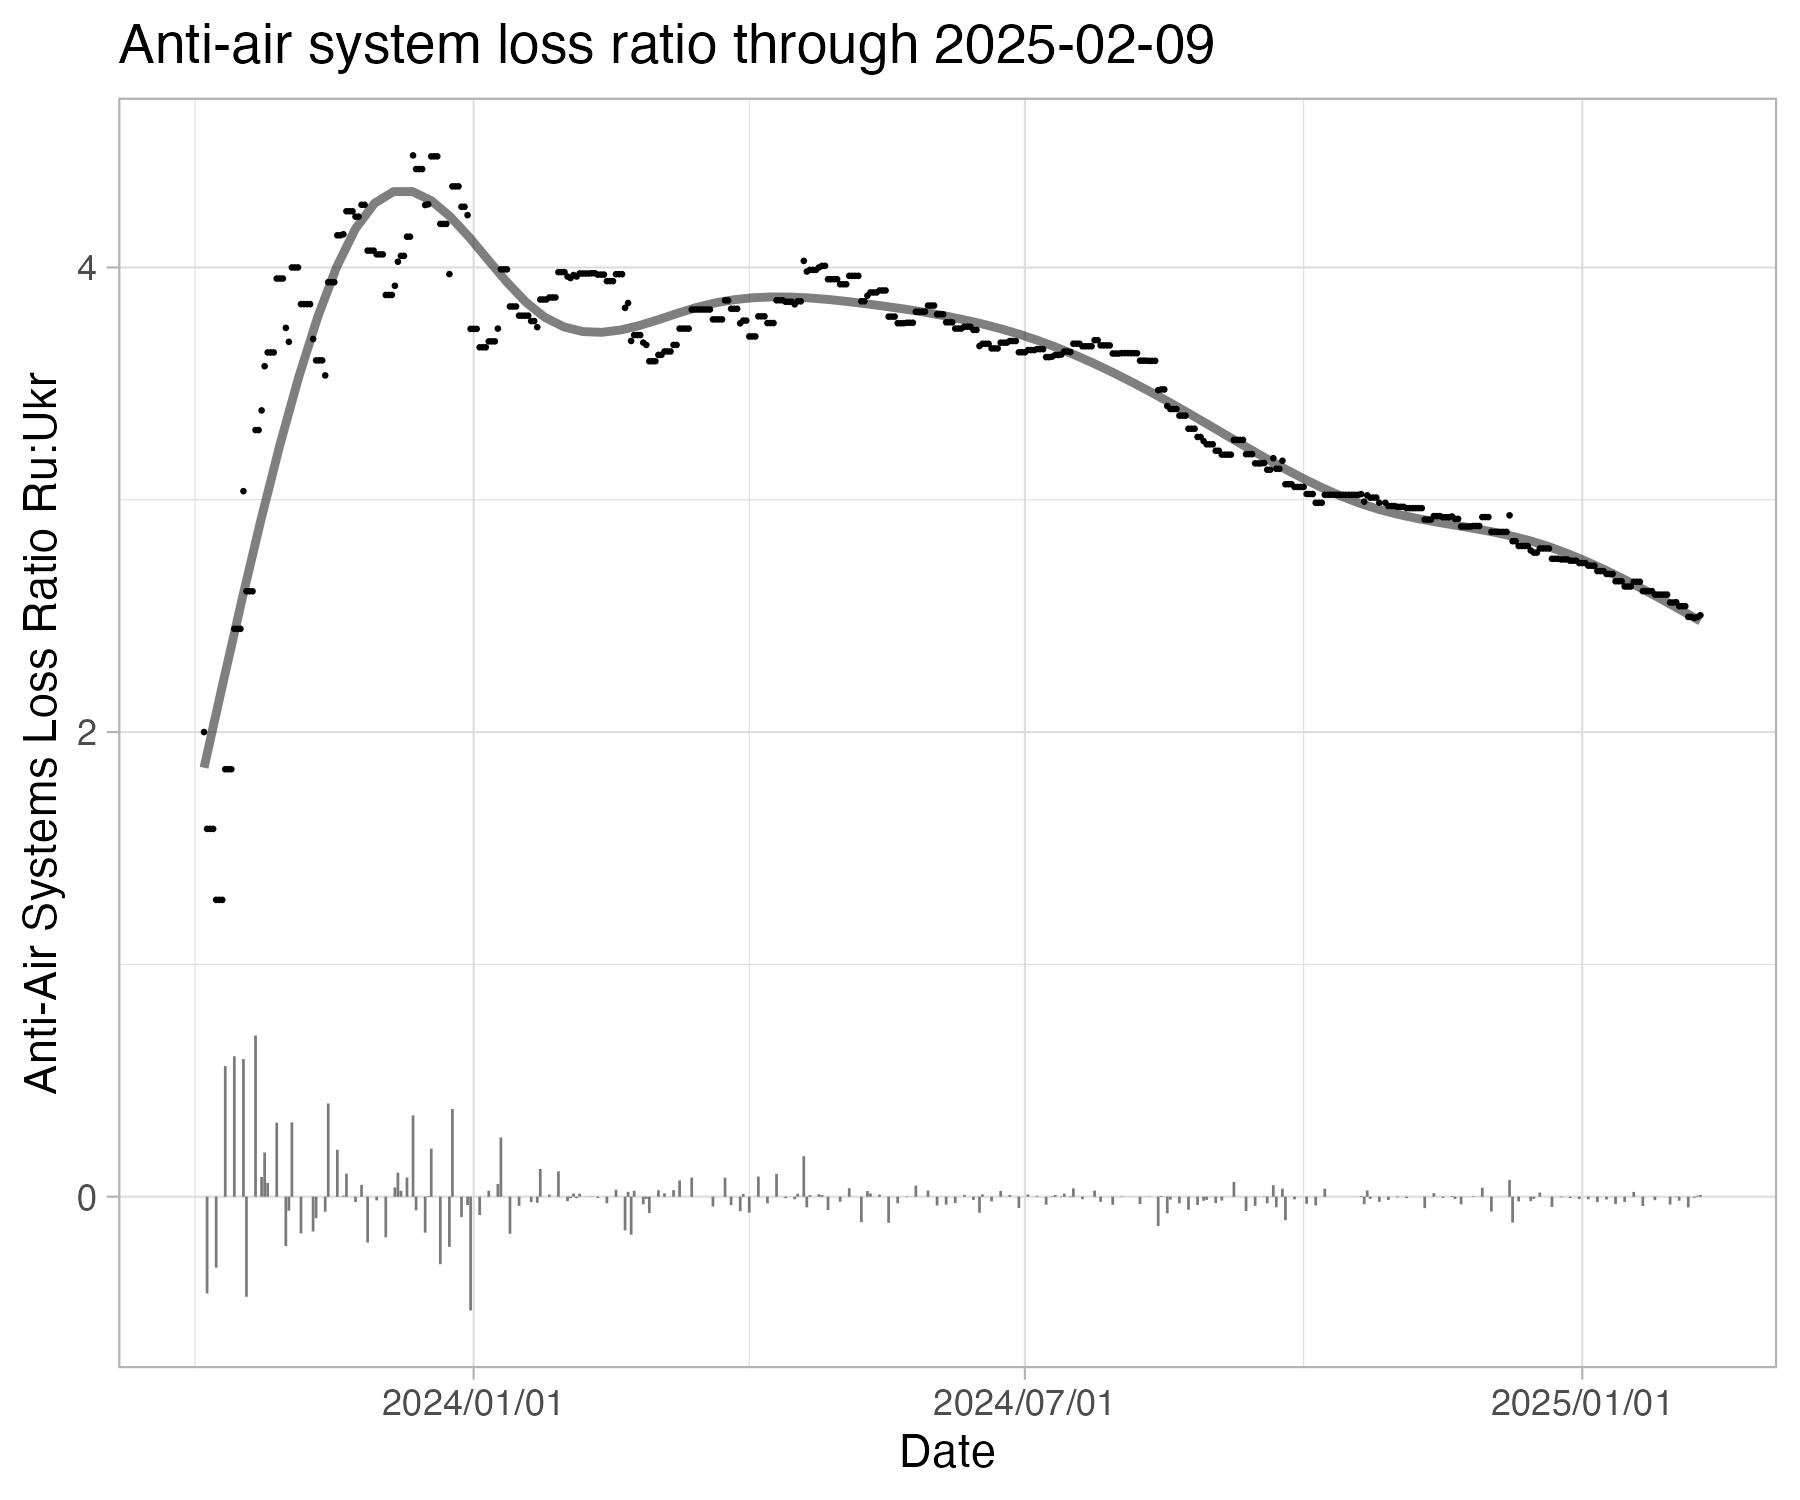 Anti-air system loss ratio through 2025-02-09
Anti-Air Systems Loss Ratio Ru:Ukr
4
2
0
2024/01/01
2024/07/01
2025/01/01
Date